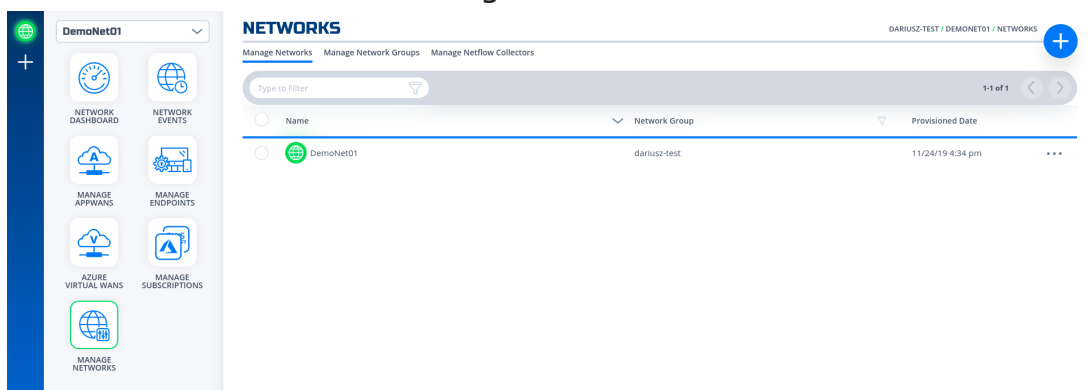 DemoNet01
NETWORK DASHBOARD
NETWORK EVENTS
A
MANAGE APPWANS
MANAGE ENDPOINTS
V
AZURE VIRTUAL WANS
MANAGE SUBSCRIPTIONS
MANAGE NETWORKS
NETWORKS
DARIUSZ-TEST / DEMONET01 / NETWORKS
Manage Networks Manage Network Groups Manage Netflow Collectors
Type to Filter
1-1 of 1
Name Network Group Provisioned Date
DemoNet01 dariusz-test 11/24/19 4:34 pm